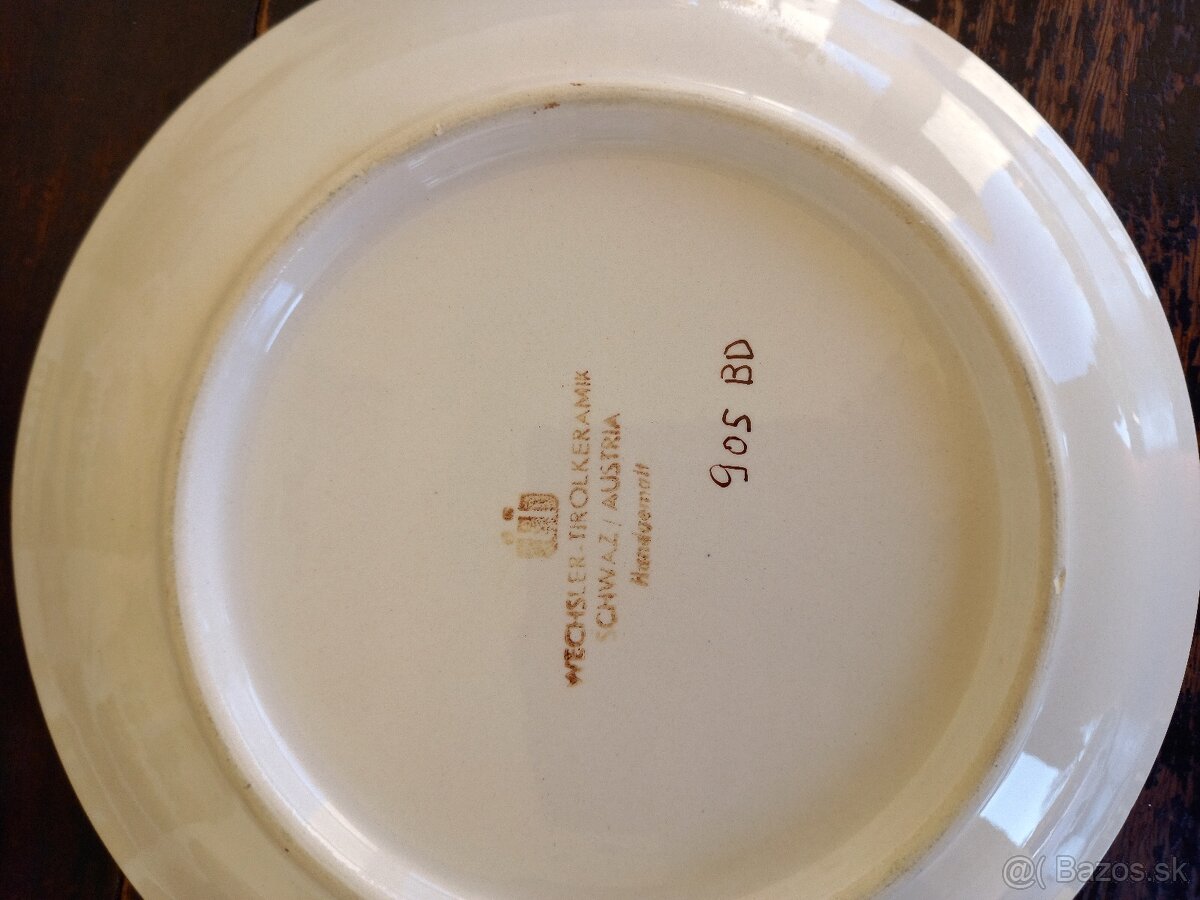 WECHSLER-TIROLKERAMIK
SCHWAZ / AUSTRIA
Handgemalt
905 BD
@( Bazos.sk